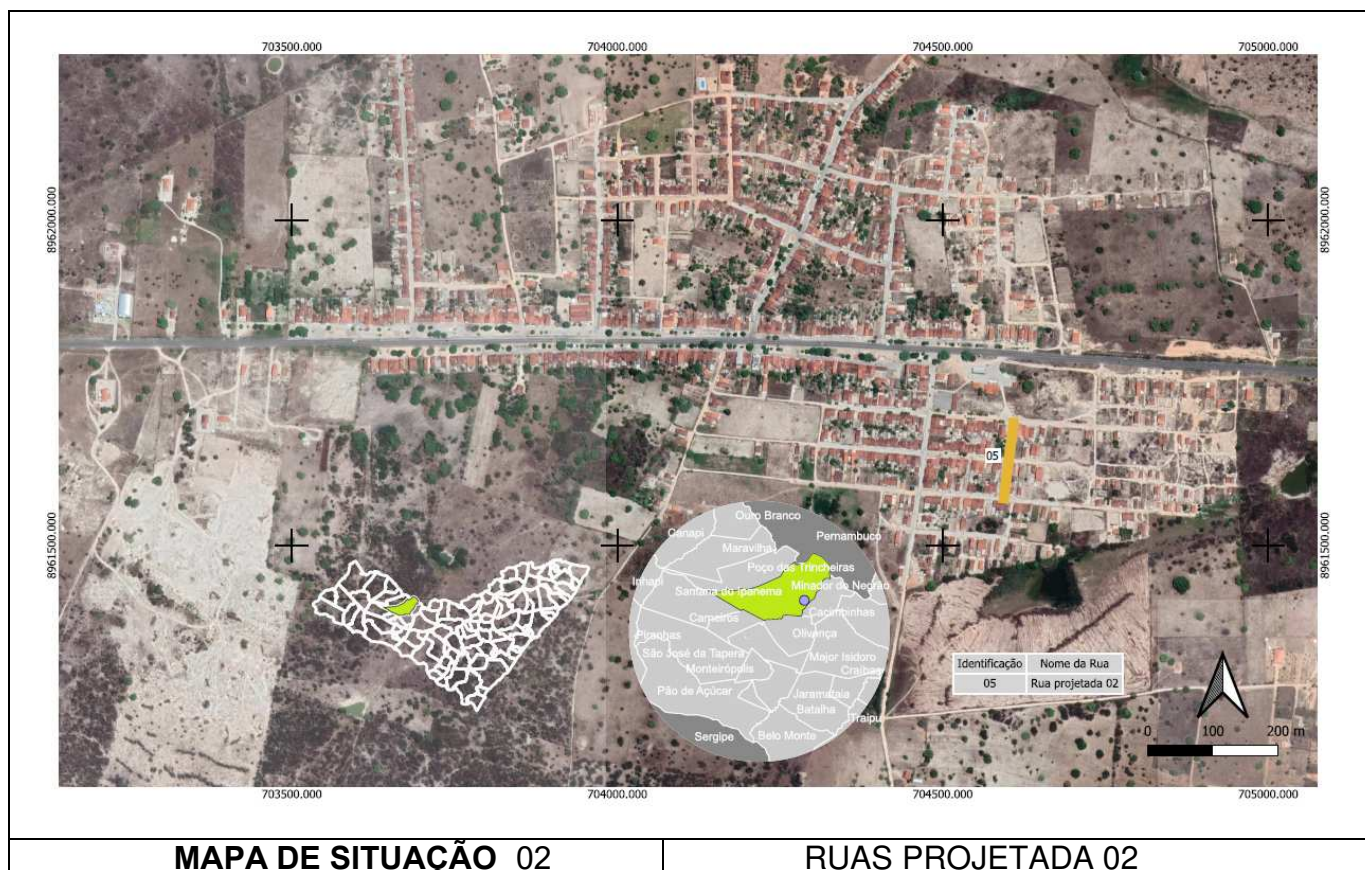 703500.000 704000.000 704500.000 705000.000
8962000.000 8962000.000
05
8961500.000 8961500.000
Ouro Branco
Canapi
Pernambuco
Maravilha
Poço das Trincheiras
Inhapi
Minador do Negrão
Santana do Ipanema
Cacimbinhas
Carneiros
Olivança
Piranhas
São José da Tapera
Major Isidoro
Monteirópolis
Craíbas
Pão de Açúcar
Jaramataia
Batalha
Traipu
Sergipe
Belo Monte
Identificação Nome da Rua
05 Rua projetada 02
0 100 200 m
703500.000 704000.000 704500.000 705000.000
MAPA DE SITUAÇÃO 02 RUAS PROJETADA 02